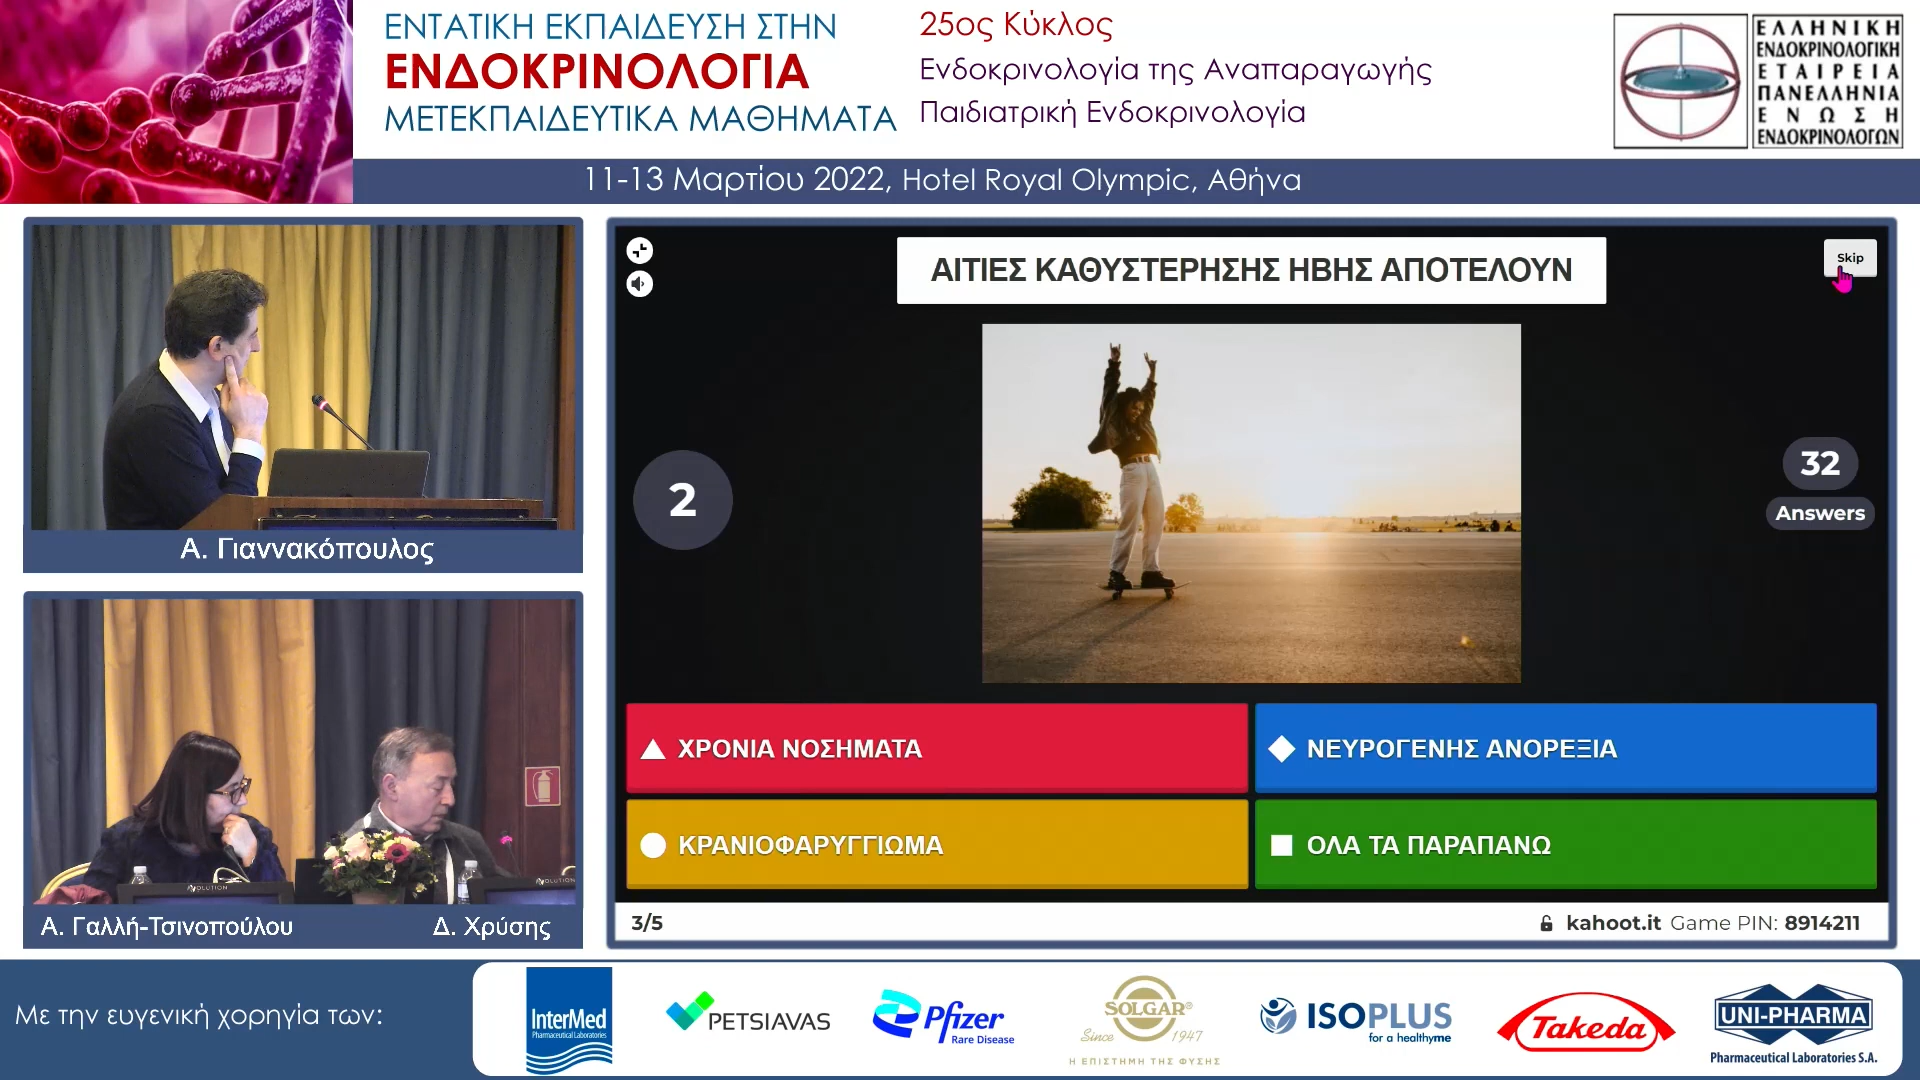 ΕΝΤΑΤΙΚΗ ΕΚΠΑΙΔΕΥΣΗ ΣΤΗΝ
ΕΝΔΟΚΡΙΝΟΛΟΓΙΑ
ΜΕΤΕΚΠΑΙΔΕΥΤΙΚΑ ΜΑΘΗΜΑΤΑ
25ος Κύκλος
Ενδοκρινολογία της Αναπαραγωγής
Παιδιατρική Ενδοκρινολογία
ΕΛΛΗΝΙΚΗ
ΕΝΔΟΚΡΙΝΟΛΟΓΙΚΗ
ΕΤΑΙΡΕΙΑ
ΠΑΝΕΛΛΗΝΙΑ
ΕΝΩΣΗ
ΕΝΔΟΚΡΙΝΟΛΟΓΩΝ
11-13 Μαρτίου 2022, Hotel Royal Olympic, Αθήνα
Α. Γιαννακόπουλος
Α. Γαλλή-Τσινοπούλου
Δ. Χρύσης
ΑΙΤΙΕΣ ΚΑΘΥΣΤΕΡΗΣΗΣ ΗΒΗΣ ΑΠΟΤΕΛΟΥΝ
Skip
2
32
Answers
ΧΡΟΝΙΑ ΝΟΣΗΜΑΤΑ
ΝΕΥΡΟΓΕΝΗΣ ΑΝΟΡΕΞΙΑ
ΚΡΑΝΙΟΦΑΡΥΓΓΙΩΜΑ
ΟΛΑ ΤΑ ΠΑΡΑΠΑΝΩ
3/5
kahoot.it Game PIN: 8914211
Με την ευγενική χορηγία των:
InterMed
Pharmaceutical Laboratories
PETSIAVAS
Pfizer
Rare Disease
SOLGAR®
Since 1947
Η ΕΠΙΣΤΗΜΗ ΤΗΣ ΦΥΣΗΣ
ISOPLUS
for a healthyme
Takeda
UNI-PHARMA
Pharmaceutical Laboratories S.A.